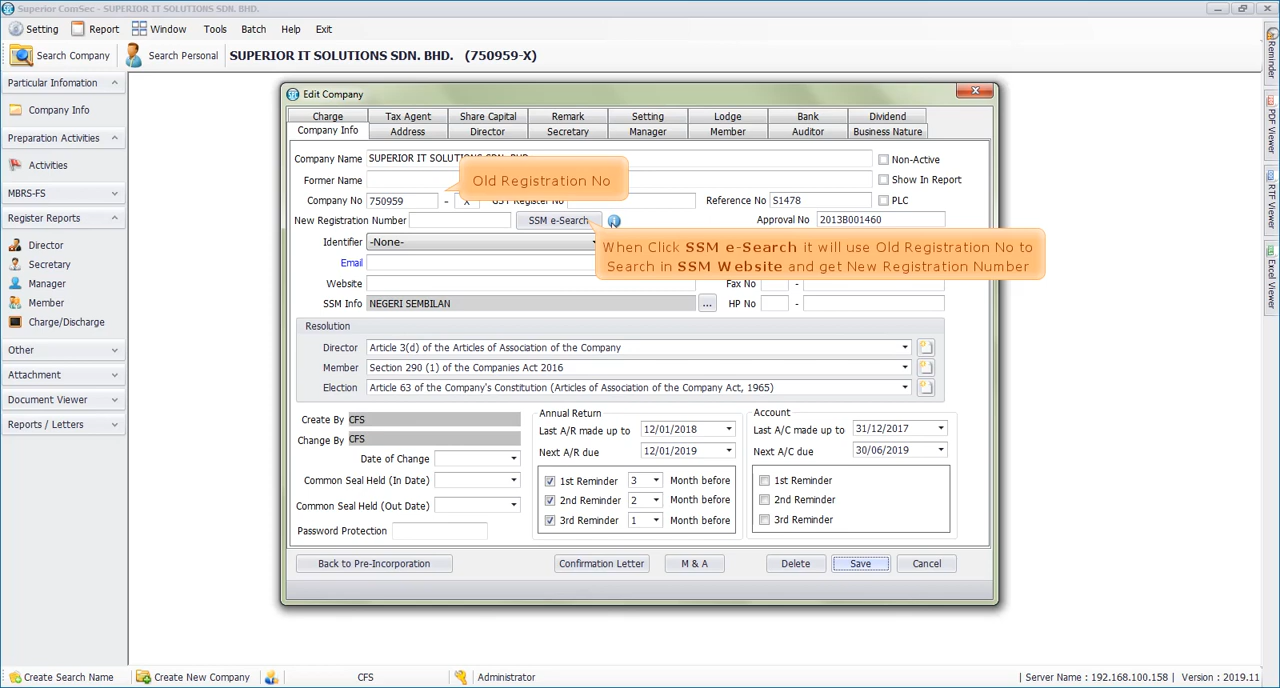 Superior ComSec - SUPERIOR IT SOLUTIONS SDN. BHD.
Setting Report Window Tools Batch Help Exit
Search Company Search Personal SUPERIOR IT SOLUTIONS SDN. BHD. (750959-X)
Particular Infomation
Company Info
Preparation Activities
Activities
MBRS-FS
Register Reports
Director
Secretary
Manager
Member
Charge/Discharge
Other
Attachment
Document Viewer
Reports / Letters
Edit Company
Charge Tax Agent Share Capital Remark Setting Lodge Bank Dividend
Company Info Address Director Secretary Manager Member Auditor Business Nature
Company Name SUPERIOR IT SOLUTIONS SDN. BHD. Non-Active
Former Name Show In Report
Old Registration No
Company No 750959 - X GST Register No Reference No S1478 PLC
New Registration Number SSM e-Search Approval No 2013B001460
Identifier -None-
When Click SSM e-Search it will use Old Registration No to
Search in SSM Website and get New Registration Number
Email
Website Fax No -
SSM Info NEGERI SEMBILAN ... HP No -
Resolution
Director Article 3(d) of the Articles of Association of the Company
Member Section 290 (1) of the Companies Act 2016
Election Article 63 of the Company's Constitution (Articles of Association of the Company Act, 1965)
Create By CFS
Change By CFS
Date of Change
Common Seal Held (In Date)
Common Seal Held (Out Date)
Password Protection
Annual Return
Last A/R made up to 12/01/2018
Next A/R due 12/01/2019
1st Reminder 3 Month before
2nd Reminder 2 Month before
3rd Reminder 1 Month before
Account
Last A/C made up to 31/12/2017
Next A/C due 30/06/2019
1st Reminder
2nd Reminder
3rd Reminder
Back to Pre-Incorporation Confirmation Letter M & A Delete Save Cancel
Reminder
PDF Viewer
RTF Viewer
Excel Viewer
Create Search Name Create New Company CFS Administrator | Server Name : 192.168.100.158 | Version : 2019.11